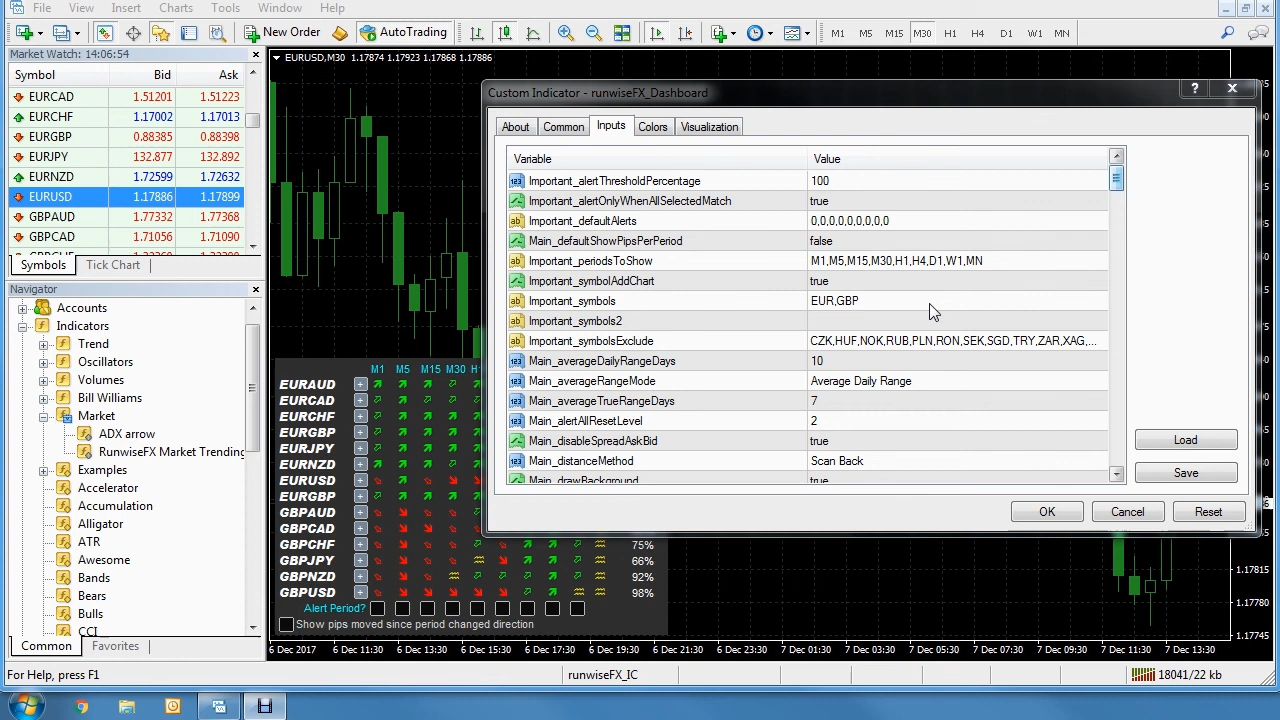 File View Insert Charts Tools Window Help
New Order AutoTrading M1 M5 M15 M30 H1 H4 D1 W1 MN
Market Watch: 14:06:54
Symbol Bid Ask
EURCAD 1.51201 1.51223
EURCHF 1.17002 1.17013
EURGBP 0.88385 0.88398
EURJPY 132.877 132.892
EURNZD 1.72599 1.72632
EURUSD 1.17886 1.17899
GBPAUD 1.77332 1.77368
GBPCAD 1.71056 1.71090
Symbols Tick Chart
Navigator
Accounts
Indicators
Trend
Oscillators
Volumes
Bill Williams
Market
ADX arrow
RunwiseFX Market Trending
Examples
Accelerator
Accumulation
Alligator
ATR
Awesome
Bands
Bears
Bulls
CCI
Common Favorites
EURUSD,M30 1.17874 1.17923 1.17868 1.17886
Custom Indicator - runwiseFX_Dashboard
About Common Inputs Colors Visualization
Variable Value
Important_alertThresholdPercentage 100
Important_alertOnlyWhenAllSelectedMatch true
Important_defaultAlerts 0,0,0,0,0,0,0,0,0
Main_defaultShowPipsPerPeriod false
Important_periodsToShow M1,M5,M15,M30,H1,H4,D1,W1,MN
Important_symbolAddChart true
Important_symbols EUR,GBP
Important_symbols2
Important_symbolsExclude CZK,HUF,NOK,RUB,PLN,RON,SEK,SGD,TRY,ZAR,XAG,...
Main_averageDailyRangeDays 10
Main_averageRangeMode Average Daily Range
Main_averageTrueRangeDays 7
Main_alertAllResetLevel 2
Main_disableSpreadAskBid true
Main_distanceMethod Scan Back
Main_drawBackground true
Load
Save
OK Cancel Reset
M1 M5 M15 M30
EURAUD
EURCAD
EURCHF
EURGBP
EURJPY
EURNZD
EURUSD
EURGBP
GBPAUD
GBPCAD
GBPCHF 75%
GBPJPY 66%
GBPNZD 92%
GBPUSD 98%
Alert Period?
Show pips moved since period changed direction
1.17815
1.17780
1.17745
6 Dec 2017 6 Dec 11:30 6 Dec 13:30 6 Dec 15:30 6 Dec 17:30 6 Dec 19:30 6 Dec 21:30 6 Dec 23:30 7 Dec 01:30 7 Dec 03:30 7 Dec 05:30 7 Dec 07:30 7 Dec 09:30 7 Dec 11:30 7 Dec 13:30
For Help, press F1 runwiseFX_IC 18041/22 kb